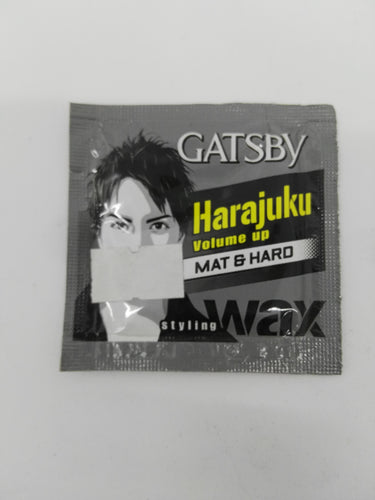 GATSBY
Harajuku
Volume up
MAT & HARD
styling wax